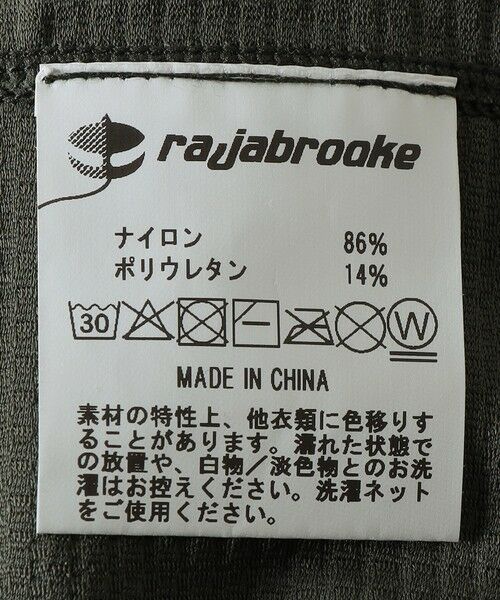 rajabrooke
ナイロン 86%
ポリウレタン 14%
30 W
MADE IN CHINA
素材の特性上、他衣類に色移りす
ることがあります。濡れた状態で
の放置や、白物／淡色物とのお洗
濯はお控えください。洗濯ネット
をご使用ください。